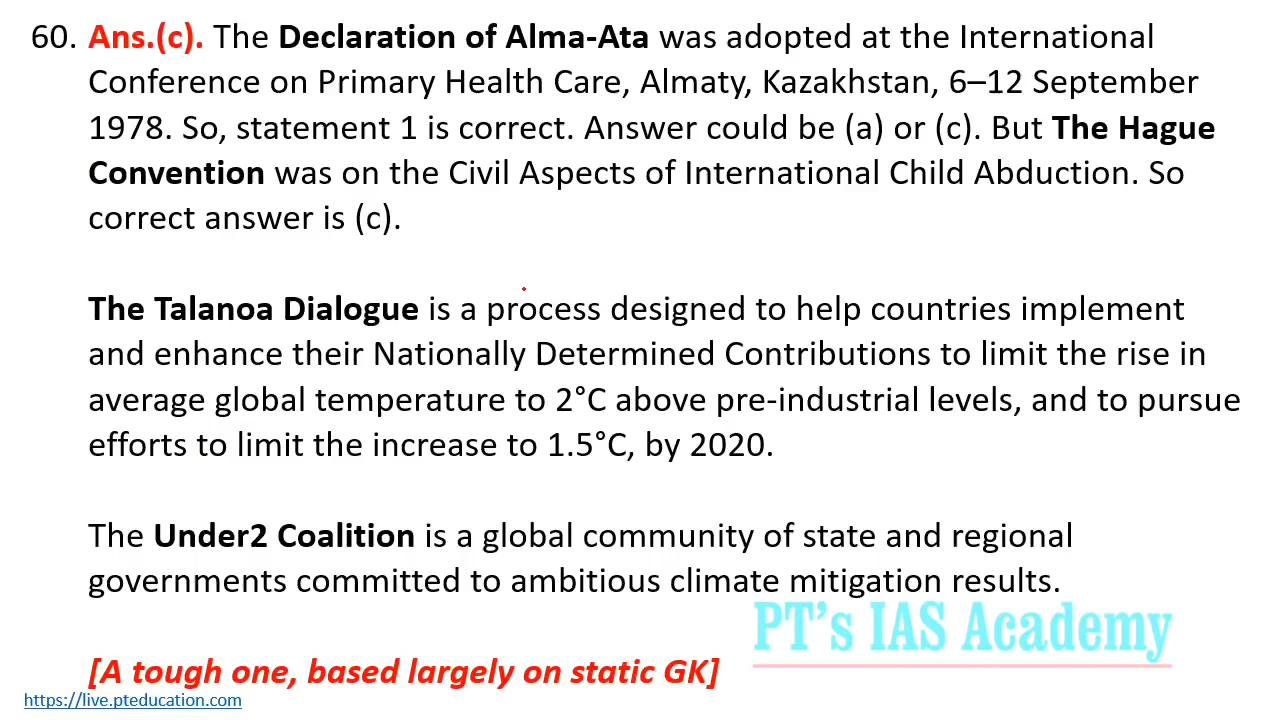 60. Ans.(c). The Declaration of Alma-Ata was adopted at the International
Conference on Primary Health Care, Almaty, Kazakhstan, 6–12 September
1978. So, statement 1 is correct. Answer could be (a) or (c). But The Hague
Convention was on the Civil Aspects of International Child Abduction. So
correct answer is (c).
The Talanoa Dialogue is a process designed to help countries implement
and enhance their Nationally Determined Contributions to limit the rise in
average global temperature to 2°C above pre-industrial levels, and to pursue
efforts to limit the increase to 1.5°C, by 2020.
The Under2 Coalition is a global community of state and regional
governments committed to ambitious climate mitigation results.
PT's IAS Academy
[A tough one, based largely on static GK]
https://live.pteducation.com